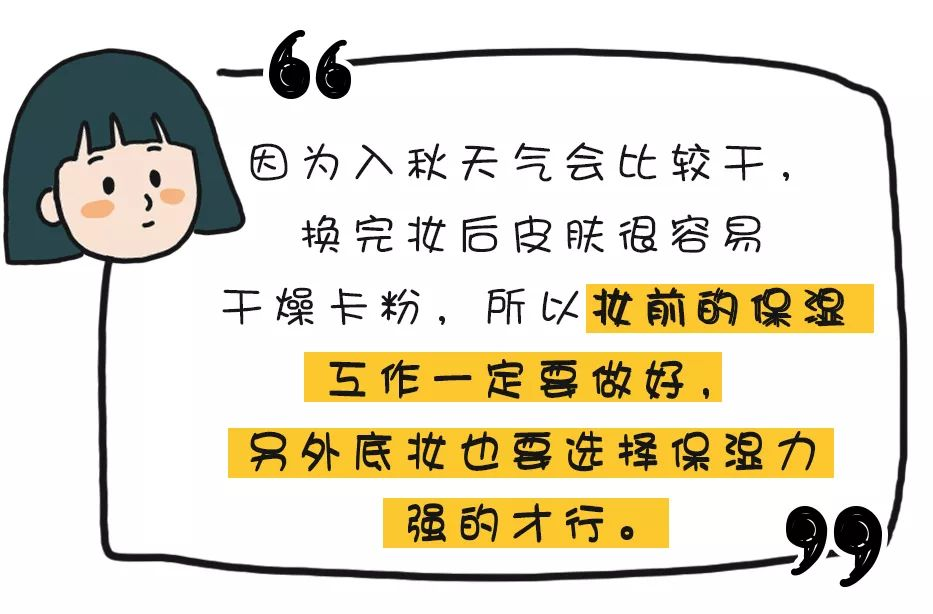 因为入秋天气会比较干，
换完妆后皮肤很容易
干燥卡粉，所以妆前的保湿
工作一定要做好，
另外底妆也要选择保湿力
强的才行。